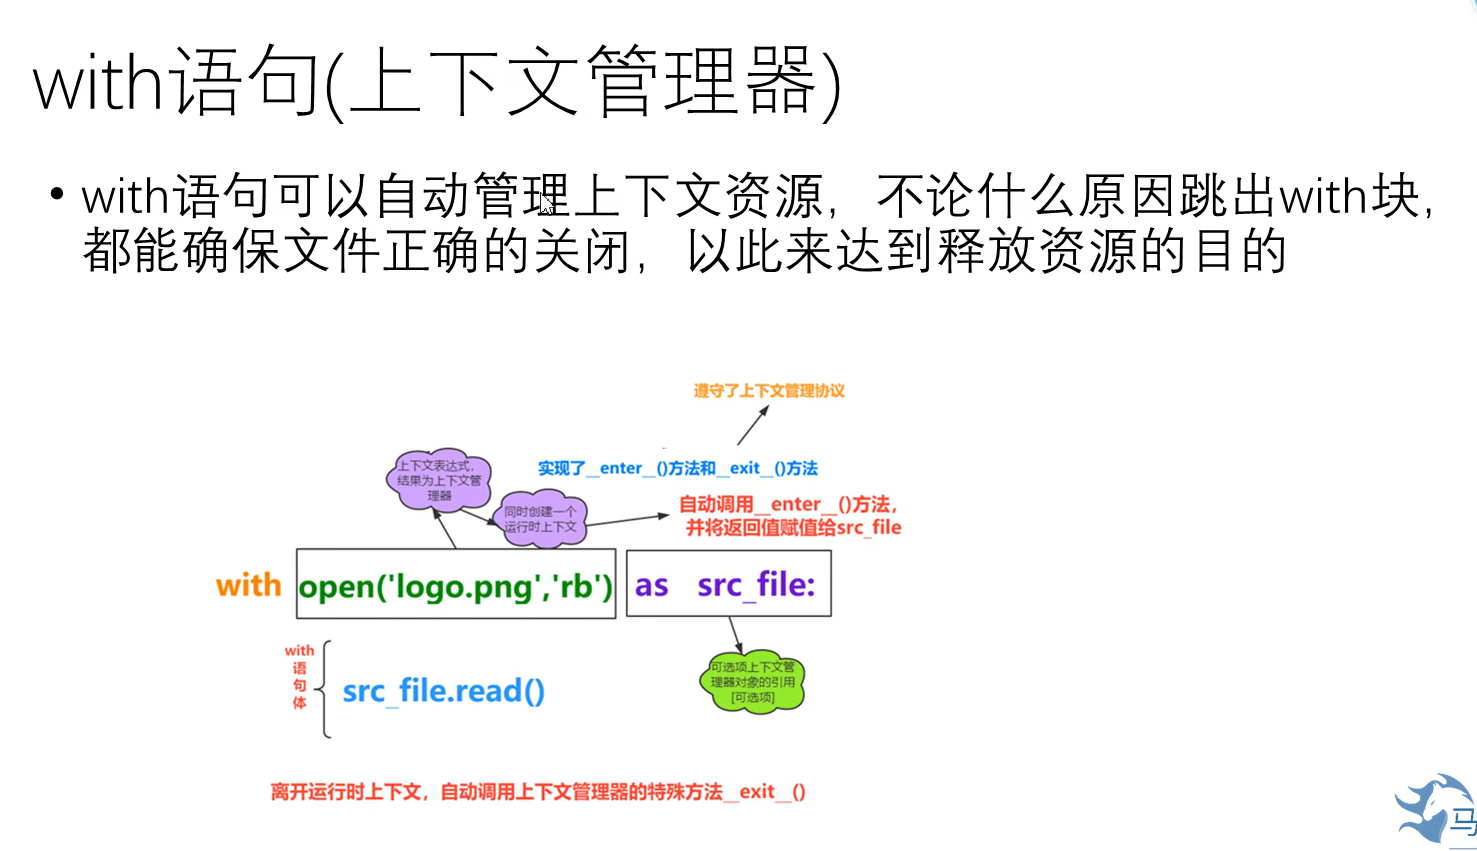 with语句(上下文管理器)
• with语句可以自动管理上下文资源，不论什么原因跳出with块，
都能确保文件正确的关闭，以此来达到释放资源的目的
遵守了上下文管理协议
实现了__enter__()方法和__exit__()方法
上下文表达式，
结果为上下文管
理器
同时创建一个
运行时上下文
自动调用__enter__()方法，
并将返回值赋值给src_file
with open('logo.png','rb') as src_file:
with
语
句
体
src_file.read()
可选项上下文管
理器对象的引用
[可选项]
离开运行时上下文，自动调用上下文管理器的特殊方法__exit__()
马